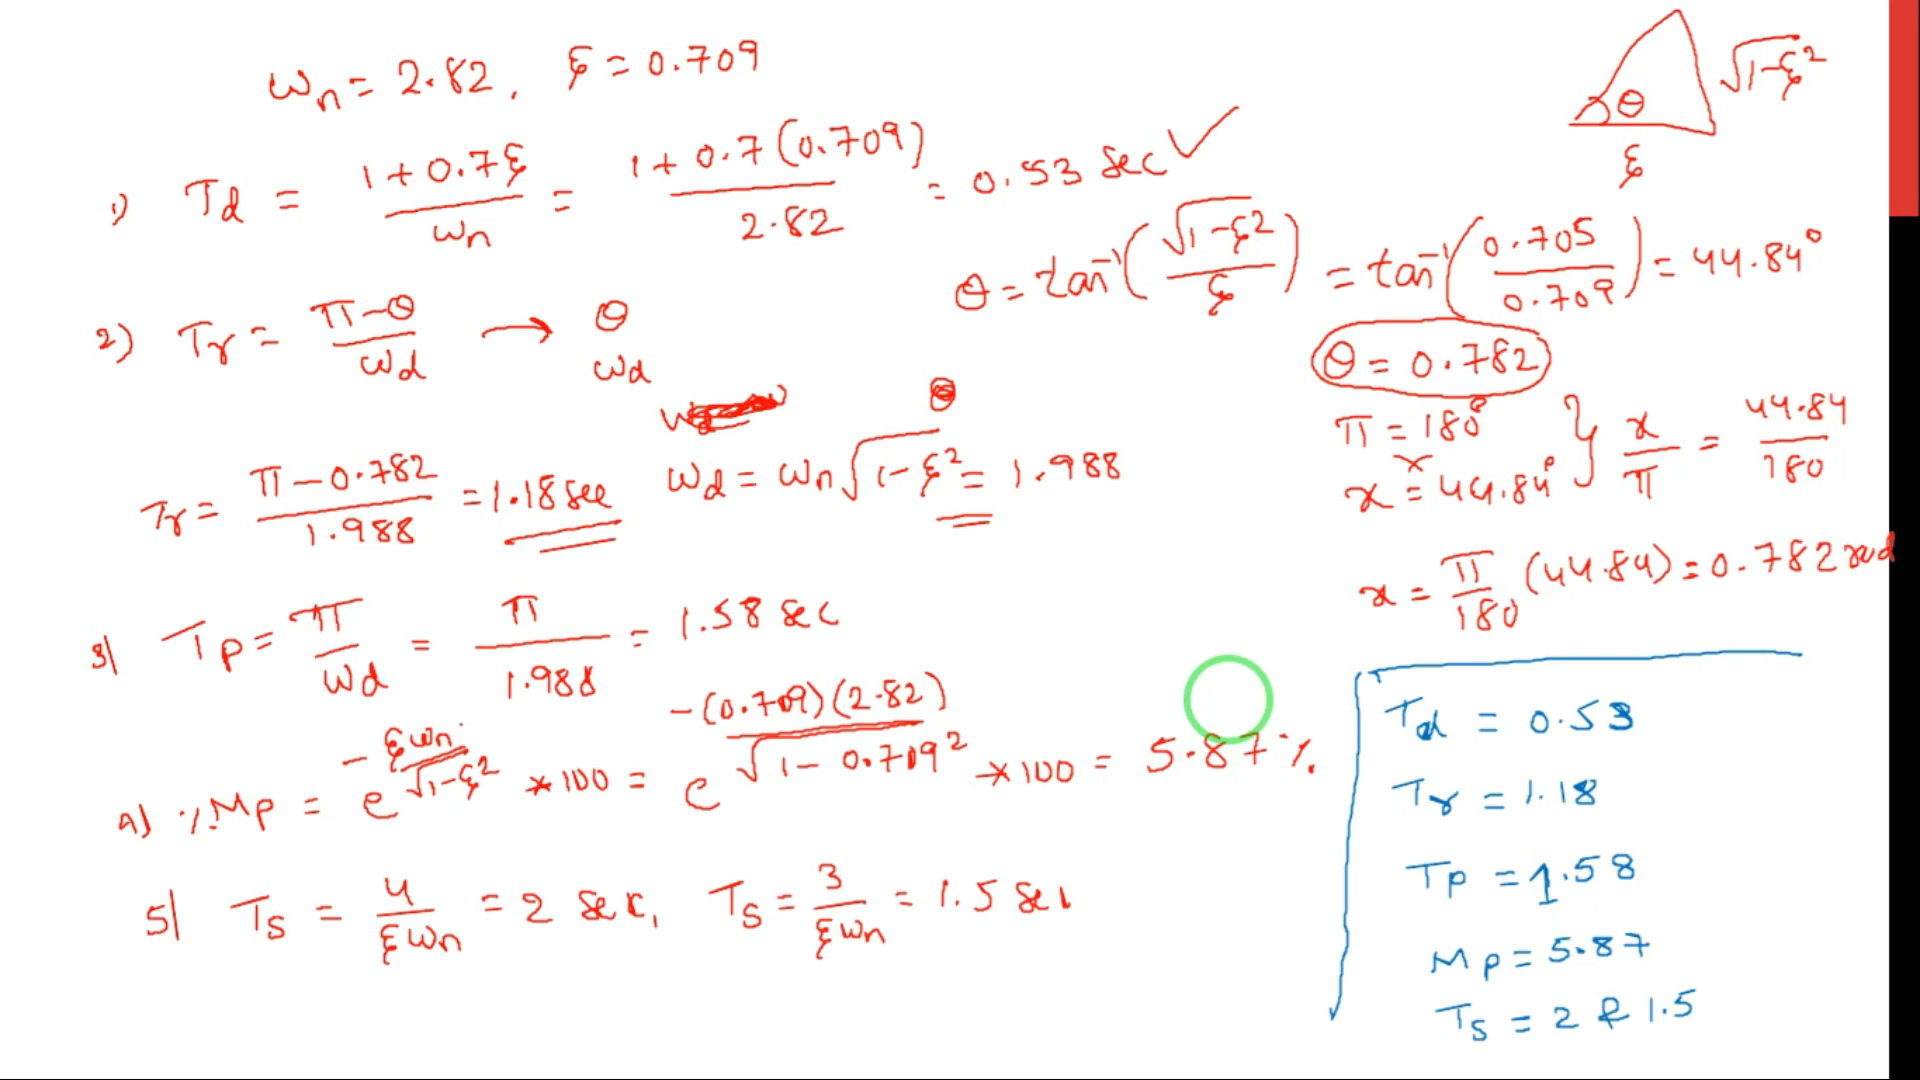 ωn = 2.82, ξ = 0.709
√1-ξ²
θ
ξ
1) Td = 1+0.7ξ / ωn = 1+0.7(0.709) / 2.82 = 0.53 sec ✓
θ = tan⁻¹(√1-ξ² / ξ) = tan⁻¹(0.705 / 0.709) = 44.84°
θ = 0.782
2) Tr = π-θ / ωd → θ
ωd
π = 180°
x = 44.84° } x/π = 44.84/180
ωd = ωn√1-ξ² = 1.988
Tr = π-0.782 / 1.988 = 1.18 sec
x = π/180 (44.84) = 0.782 rad
3) Tp = π/ωd = π/1.988 = 1.58 sec
4) %Mp = e^(-ξωn/√1-ξ²) *100 = e^(-(0.709)(2.82)/√1-0.709²) *100 = 5.87%
5) Ts = 4/ξωn = 2 sec, Ts = 3/ξωn = 1.5 sec
Td = 0.53
Tr = 1.18
Tp = 1.58
Mp = 5.87
Ts = 2 & 1.5